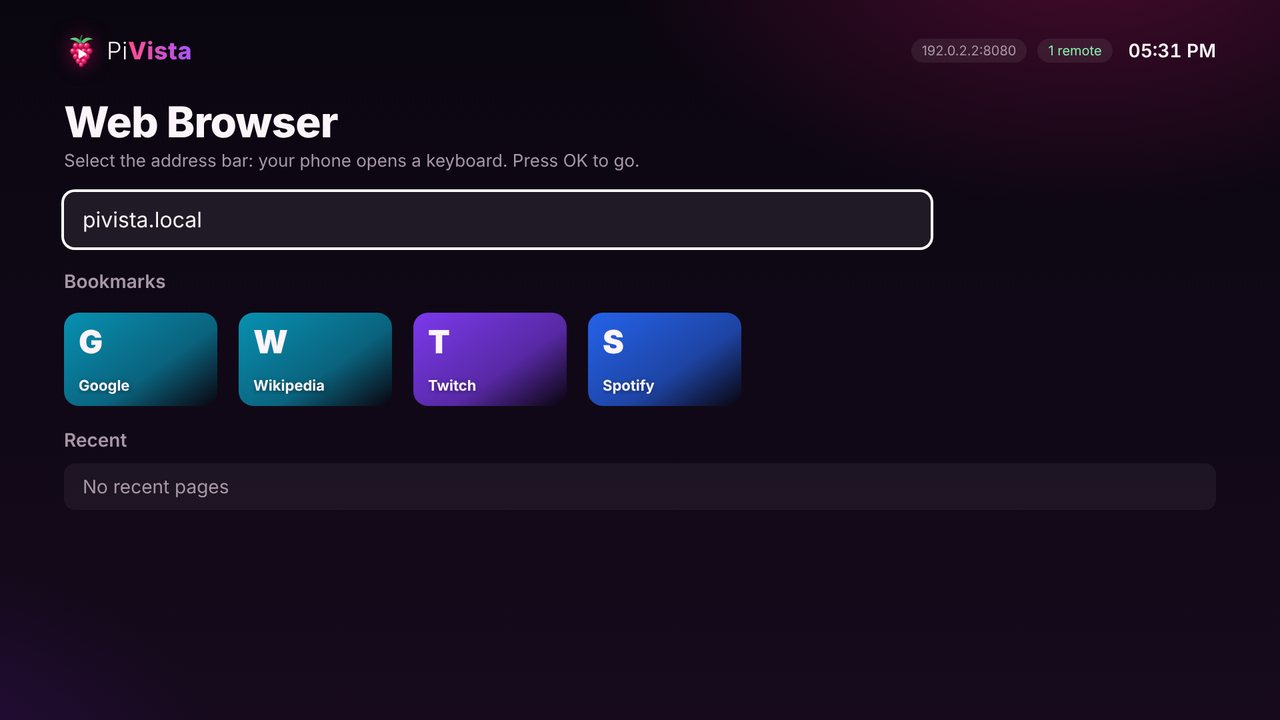 PiVista
192.0.2.2:8080
1 remote
05:31 PM
Web Browser
Select the address bar: your phone opens a keyboard. Press OK to go.
pivista.local
Bookmarks
G
Google
W
Wikipedia
T
Twitch
S
Spotify
Recent
No recent pages